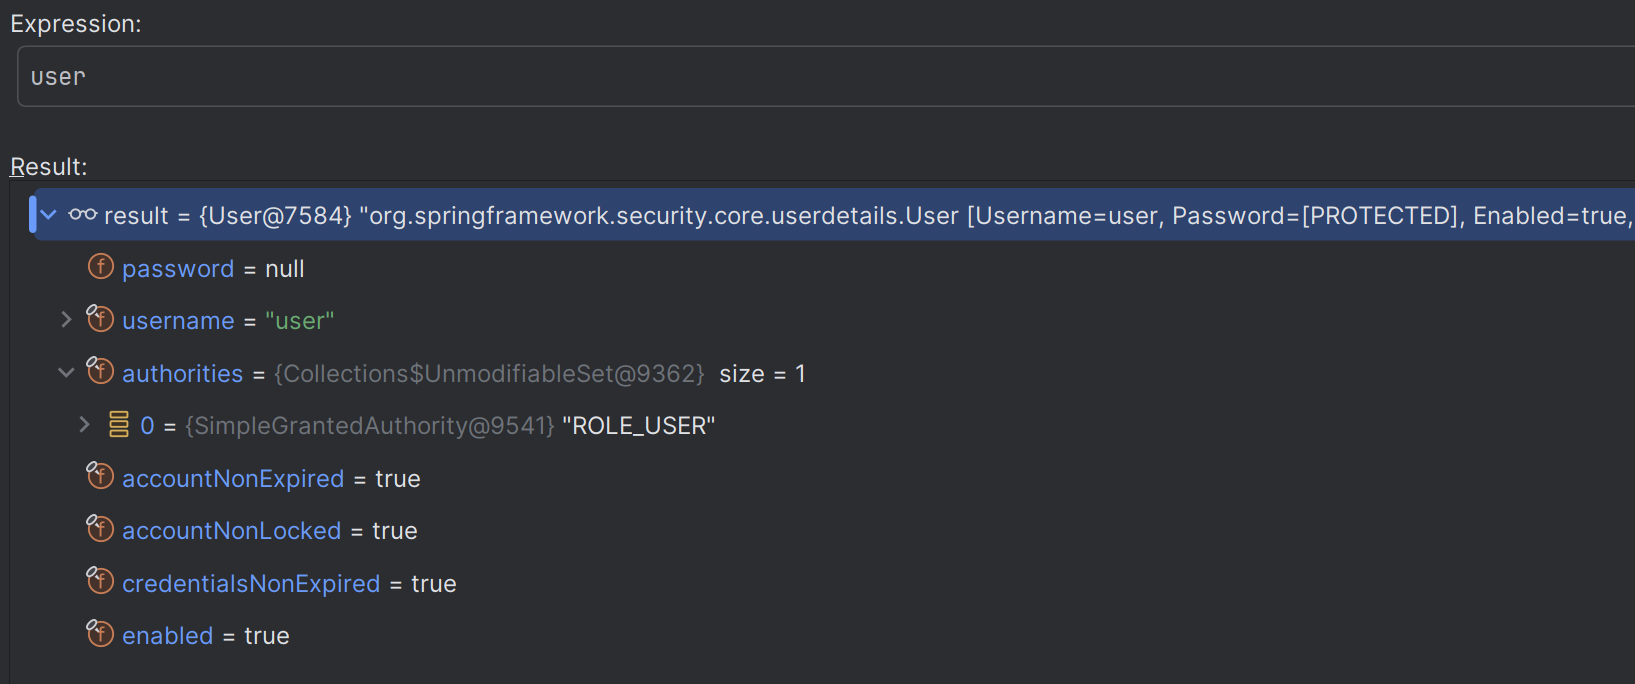 Expression:
user
Result:
result = {User@7584} "org.springframework.security.core.userdetails.User [Username=user, Password=[PROTECTED], Enabled=true,
password = null
username = "user"
authorities = {Collections$UnmodifiableSet@9362} size = 1
0 = {SimpleGrantedAuthority@9541} "ROLE_USER"
accountNonExpired = true
accountNonLocked = true
credentialsNonExpired = true
enabled = true